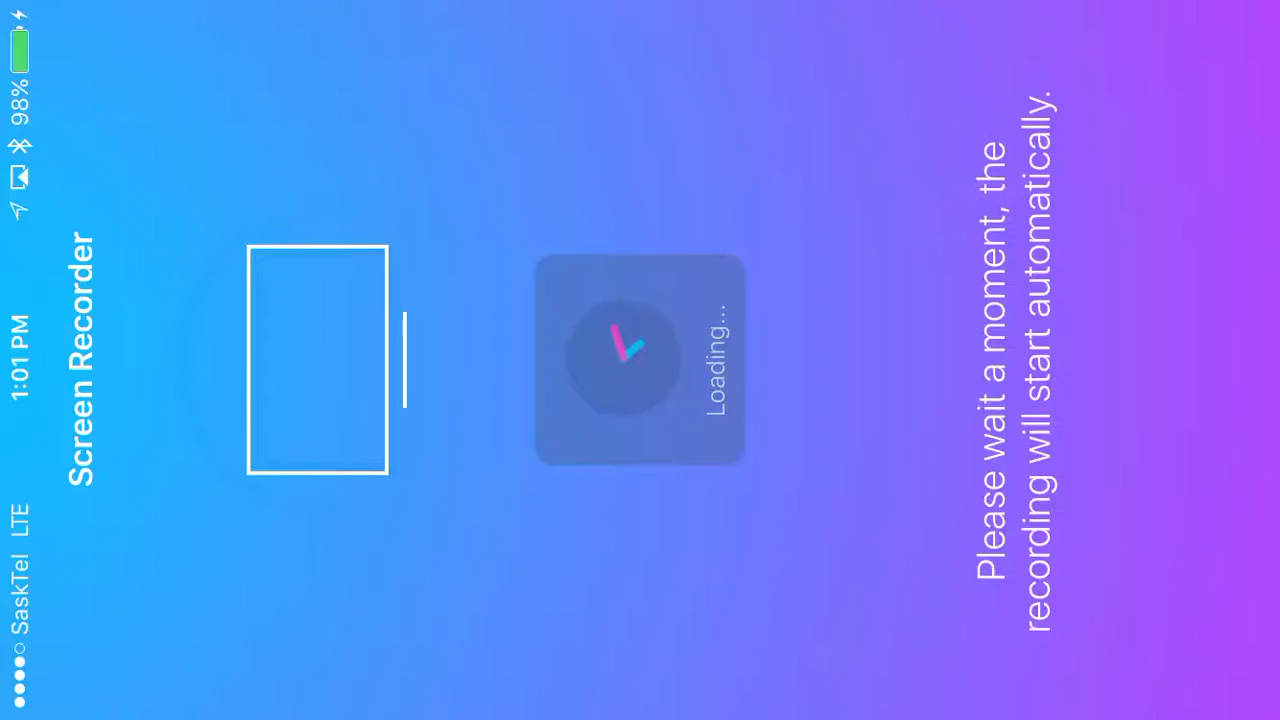 SaskTel LTE 1:01 PM 98%
Screen Recorder
Loading...
Please wait a moment, the
recording will start automatically.